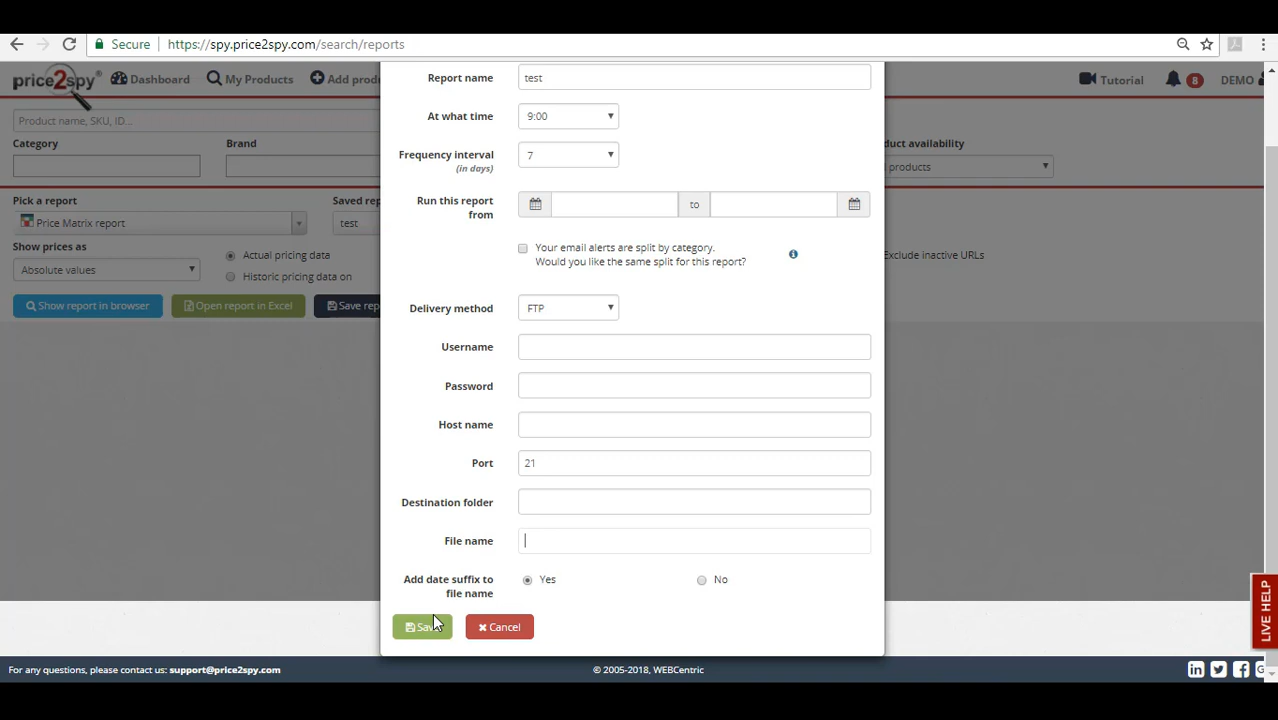 Secure https://spy.price2spy.com/search/reports
price2spy® Dashboard My Products Add produ Tutorial 8 DEMO
Product name, SKU, ID...
Category Brand duct availability
products
Pick a report Saved rep
Price Matrix report test
Show prices as Actual pricing data Exclude inactive URLs
Absolute values Historic pricing data on
Show report in browser Open report in Excel Save rep
Report name test
At what time 9:00
Frequency interval 7
(in days)
Run this report to
from
Your email alerts are split by category.
Would you like the same split for this report?
Delivery method FTP
Username
Password
Host name
Port 21
Destination folder
File name
Add date suffix to Yes No
file name
Save Cancel
LIVE HELP
For any questions, please contact us: support@price2spy.com © 2005-2018, WEBCentric